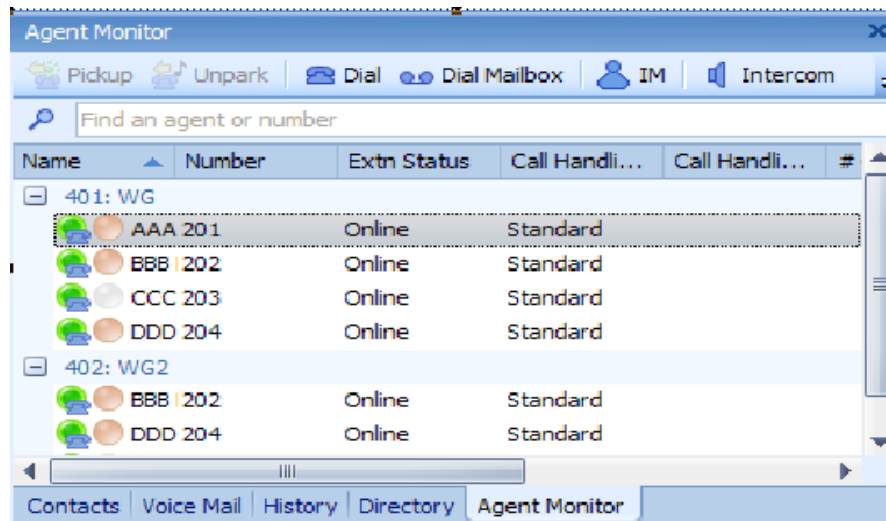 Agent Monitor
Pickup Unpark Dial Dial Mailbox IM Intercom
Find an agent or number
Name Number Extn Status Call Handli... Call Handli... #
401: WG
AAA 201 Online Standard
BBB 202 Online Standard
CCC 203 Online Standard
DDD 204 Online Standard
402: WG2
BBB 202 Online Standard
DDD 204 Online Standard
Contacts Voice Mail History Directory Agent Monitor